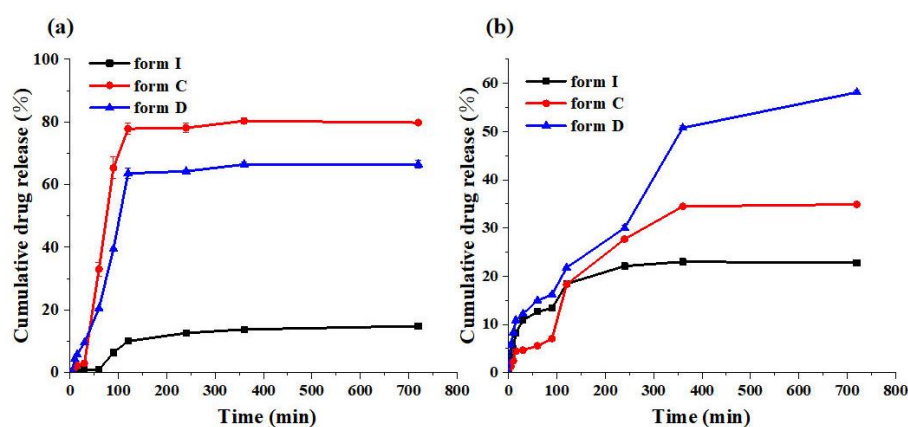 (a)
form I
form C
form D
Cumulative drug release (%)
100
80
60
40
20
0
0 100 200 300 400 500 600 700 800
Time (min)
(b)
form I
form C
form D
Cumulative drug release (%)
60
50
40
30
20
10
0
0 100 200 300 400 500 600 700 800
Time (min)